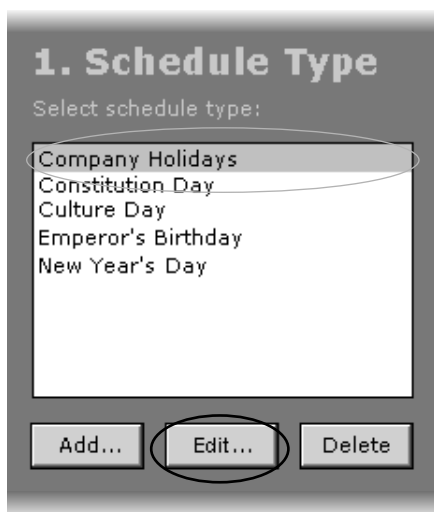 1. Schedule Type
Select schedule type:
Company Holidays
Constitution Day
Culture Day
Emperor's Birthday
New Year's Day
Add... Edit... Delete